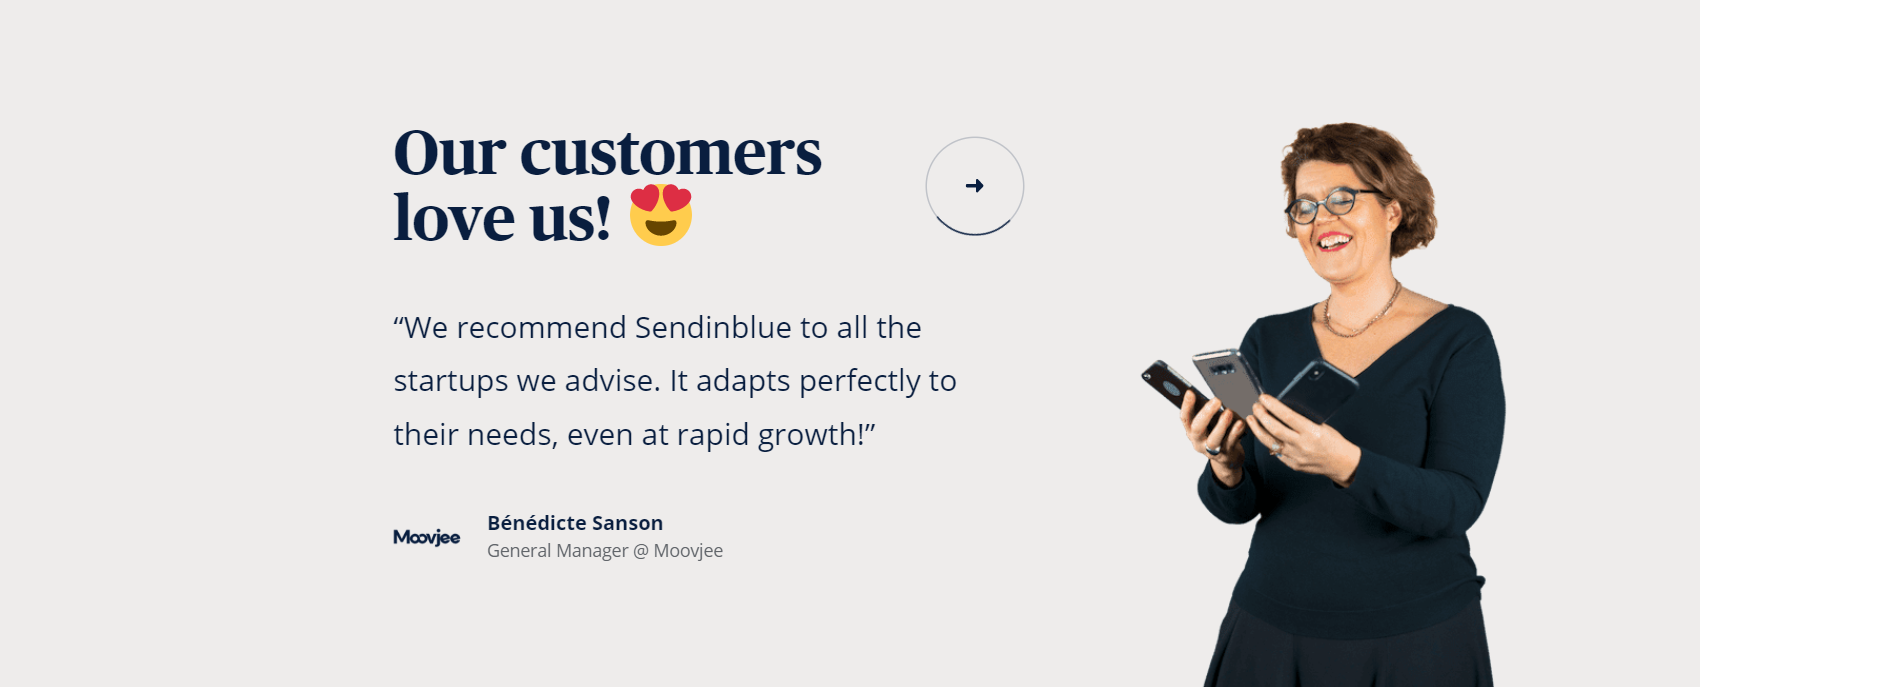 Our customers
love us!
“We recommend Sendinblue to all the
startups we advise. It adapts perfectly to
their needs, even at rapid growth!”
Moovjee
Bénédicte Sanson
General Manager @ Moovjee